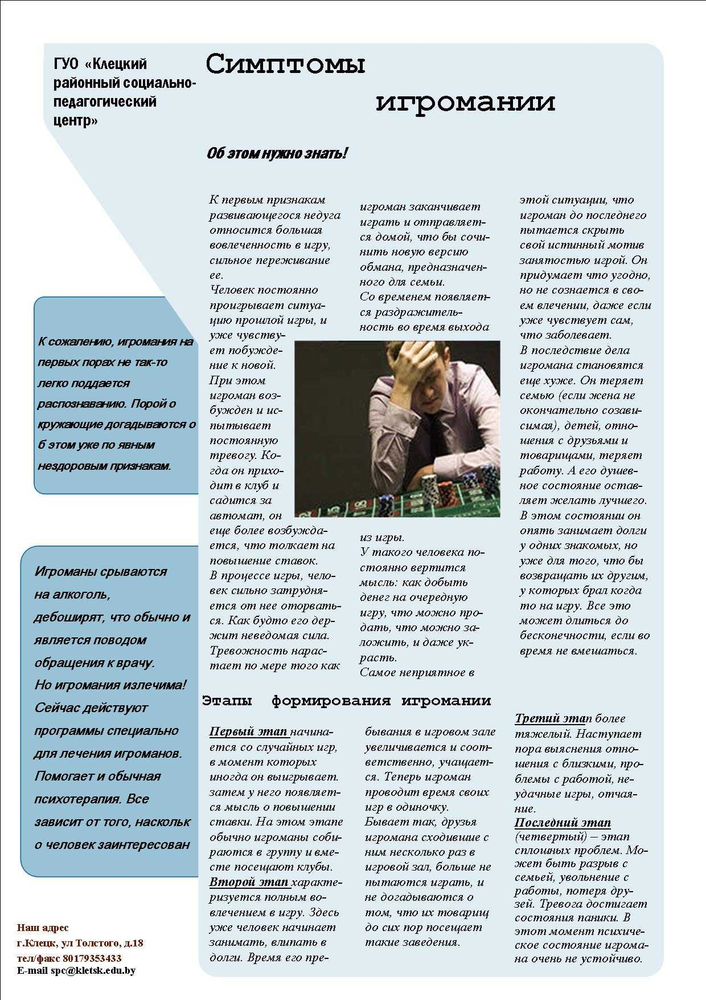 ГУО «Клецкий
районный социально-
педагогический
центр»
Симптомы
игромании
Об этом нужно знать!
К первым признакам
развивающегося недуга
относится большая
вовлеченность в игру,
сильное переживание
ее.
Человек постоянно
проигрывает ситуа-
цию прошлой игры, и
уже чувству-
ет побужде-
ние к новой.
При этом
игроман воз-
бужден и ис-
пытывает
постоянную
тревогу. Ко-
гда он прихо-
дит в клуб и
садится за
автомат, он
еще более возбужда-
ется, что толкает на
повышение ставок.
В процессе игры, чело-
век сильно затрудня-
ется от нее оторвать-
ся. Как будто его дер-
жит неведомая сила.
Тревожность нарас-
тает по мере того как
игроман заканчивает
играть и отправляет-
ся домой, что бы сочи-
нить новую версию
обмана, предназначен-
ного для семьи.
Со временем появляет-
ся раздражитель-
ность во время выхода
из игры.
У такого человека по-
стоянно вертится
мысль: как добыть
денег на очередную
игру, что можно про-
дать, что можно за-
ложить, и даже ук-
расть.
Самое неприятное в
этой ситуации, что
игроман до последнего
пытается скрыть
свой истинный мотив
занятостью игрой. Он
придумает что угодно,
но не сознается в сво-
ем влечении, даже если
уже чувствует сам,
что заболевает.
В последствие дела
игромана становятся
еще хуже. Он теряет
семью (если жена не
окончательно созави-
симая), детей, отно-
шения с друзьями и
товарищами, теряет
работу. А его душев-
ное состояние остав-
ляет желать лучшего.
В этом состоянии он
опять занимает долги
у одних знакомых, но
уже для того, что бы
возвращать их другим,
у которых брал когда
то на игру. Все это
может длиться до
бесконечности, если во
время не вмешаться.
К сожалению, игромания на
первых порах не так-то
легко поддается
распознаванию. Порой о
кружающие догадываются о
б этом уже по явным
нездоровым признакам.
Игроманы срываются
на алкоголь,
дебоширят, что обычно и
является поводом
обращения к врачу.
Но игромания излечима!
Сейчас действуют
программы специально
для лечения игроманов.
Помогает и обычная
психотерапия. Все
зависит от того, наскольк
о человек заинтересован
Этапы формирования игромании
Первый этап начина-
ется со случайных игр,
в момент которых
иногда он выигрывает.
затем у него появляет-
ся мысль о повышении
ставки. На этом этапе
обычно игроманы соби-
раются в группу и вме-
сте посещают клубы.
Второй этап характе-
ризуется полным во-
влечением в игру. Здесь
уже человек начинает
занимать, влипать в
долги. Время его пре-
бывания в игровом зале
увеличивается и соот-
ветственно, учащает-
ся. Теперь игроман
проводит время своих
игр в одиночку.
Бывает так, друзья
игромана сходившие с
ним несколько раз в
игровой зал, больше не
пытаются играть, и
не догадываются о
том, что их товарищ
до сих пор посещает
такие заведения.
Третий этап более
тяжелый. Наступает
пора выяснения отно-
шения с близкими, про-
блемы с работой, не-
удачные игры, отчая-
ние.
Последний этап
(четвертый) – этап
сплошных проблем. Мо-
жет быть разрыв с
семьей, увольнение с
работы, потеря дру-
зей. Тревога достигает
состояния паники. В
этот момент психиче-
ское состояние игрома-
на очень не устойчиво.
Наш адрес
г.Клецк, ул Толстого, д.18
тел/факс 80179353433
E-mail spc@kletsk.edu.by